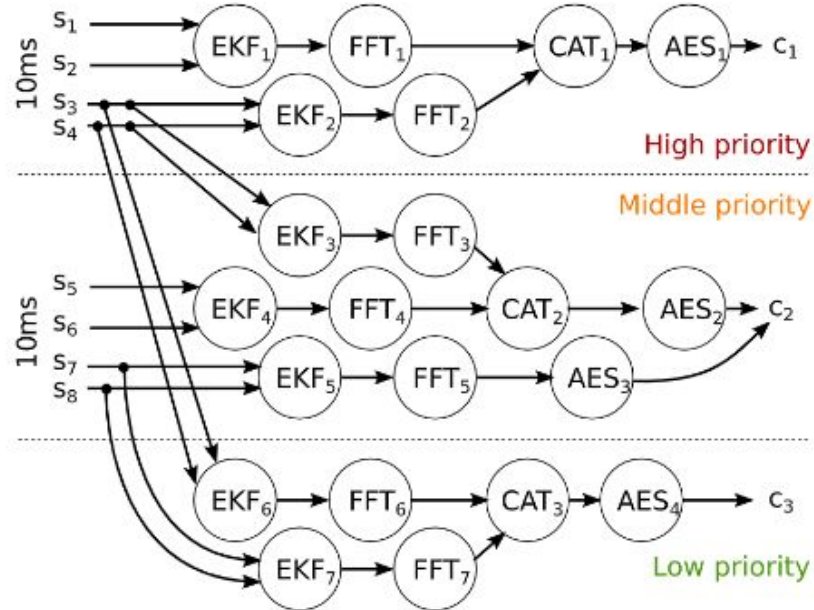 s₁
EKF₁ FFT₁ CAT₁ AES₁ c₁
s₂
10ms
s₃
s₄
EKF₂ FFT₂
High priority
Middle priority
EKF₃ FFT₃
s₅
EKF₄ FFT₄ CAT₂ AES₂ c₂
s₆
10ms
s₇
s₈
EKF₅ FFT₅ AES₃
EKF₆ FFT₆ CAT₃ AES₄ c₃
EKF₇ FFT₇
Low priority